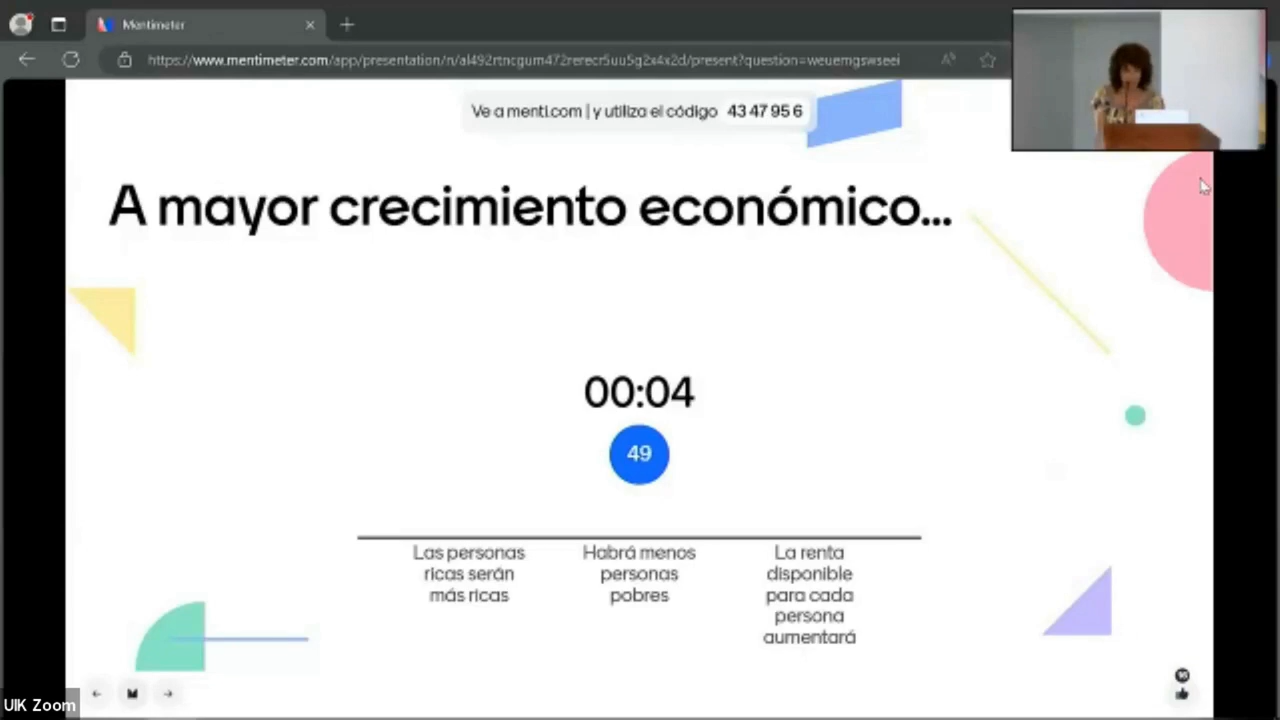 Mentimeter
https://www.mentimeter.com/app/presentation/n/al492rtncgum472rerecr5uu5g2x4x2d/present?question=weuemgswseei
Ve a menti.com | y utiliza el código 43 47 95 6
A mayor crecimiento económico...
00:04
49
Las personas
ricas serán
más ricas
Habrá menos
personas
pobres
La renta
disponible
para cada
persona
aumentará
UIK Zoom